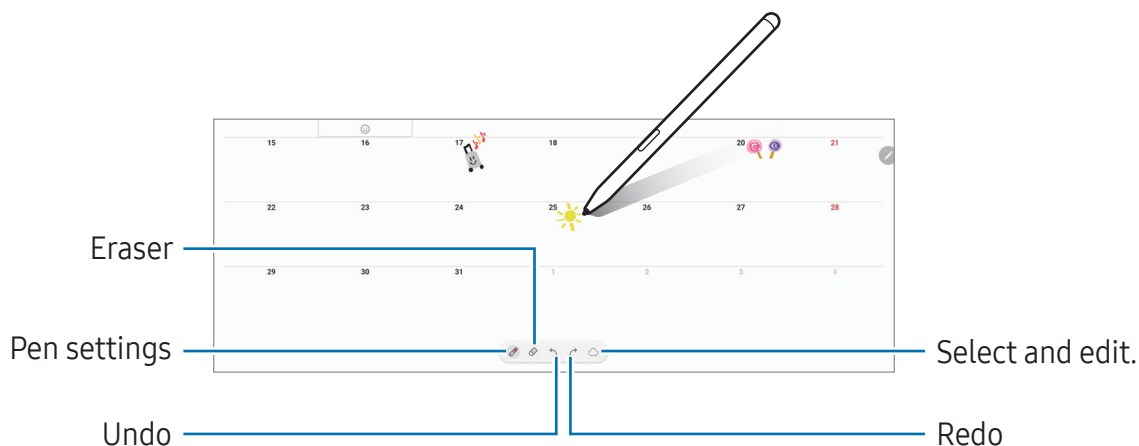 15 16 17 18 20 21
22 23 24 25 26 27 28
Eraser
29 30 31 1 2 3 4
Pen settings
Select and edit.
Undo
Redo